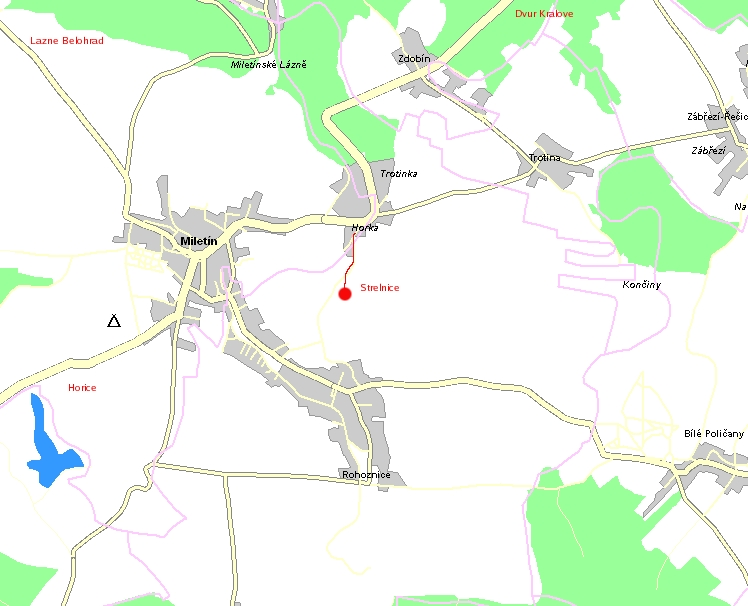 Dvur Kralove
Lazne Belohrad
Zdobín
Miletínské Lázně
Zábřezí-Řečic
Zábřezí
Trotina
Trotinka
Na
Horka
Miletín
Končiny
Strelnice
Horice
Bílé Poličany
Rohoznice